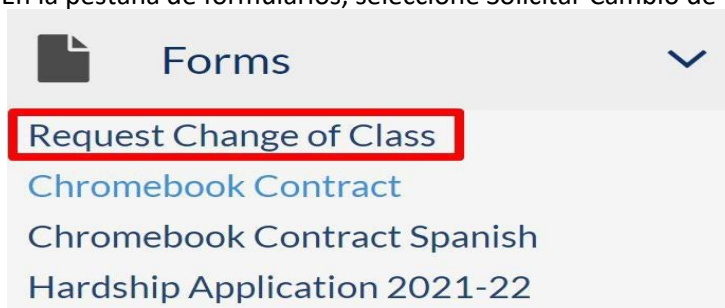 En la pestaña de formularios, seleccione Solicitar Cambio de
Forms
Request Change of Class
Chromebook Contract
Chromebook Contract Spanish
Hardship Application 2021-22